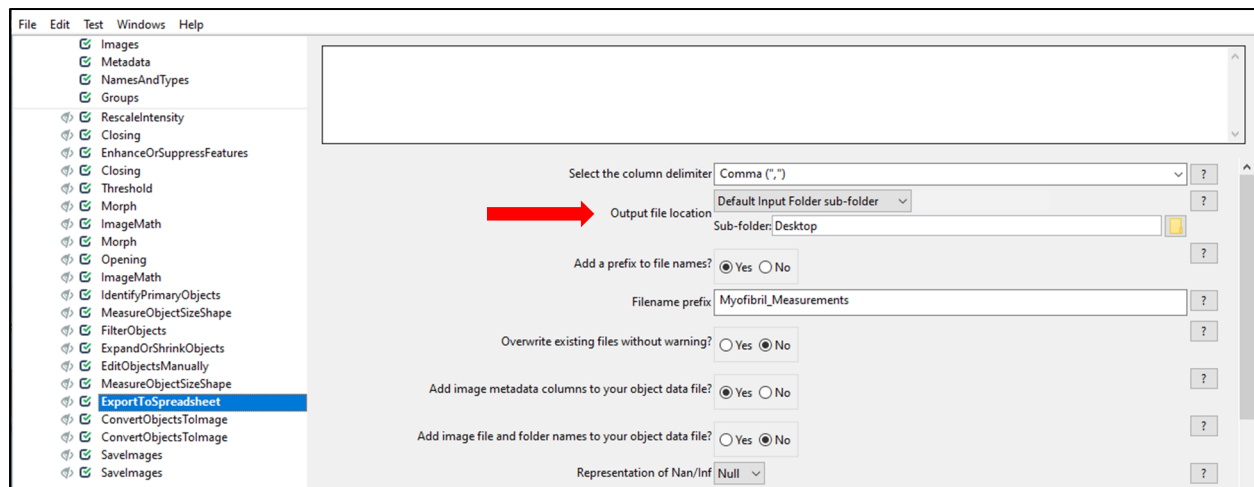 File Edit Test Windows Help
Images
Metadata
NamesAndTypes
Groups
RescaleIntensity
Closing
EnhanceOrSuppressFeatures
Closing
Threshold
Morph
ImageMath
Morph
Opening
ImageMath
IdentifyPrimaryObjects
MeasureObjectSizeShape
FilterObjects
ExpandOrShrinkObjects
EditObjectsManually
MeasureObjectSizeShape
ExportToSpreadsheet
ConvertObjectsToImage
ConvertObjectsToImage
SaveImages
SaveImages
Select the column delimiter Comma (",") ?
Output file location Default Input Folder sub-folder ?
Sub-folder: Desktop
Add a prefix to file names? Yes No ?
Filename prefix Myofibril_Measurements ?
Overwrite existing files without warning? Yes No ?
Add image metadata columns to your object data file? Yes No ?
Add image file and folder names to your object data file? Yes No ?
Representation of Nan/Inf Null ?